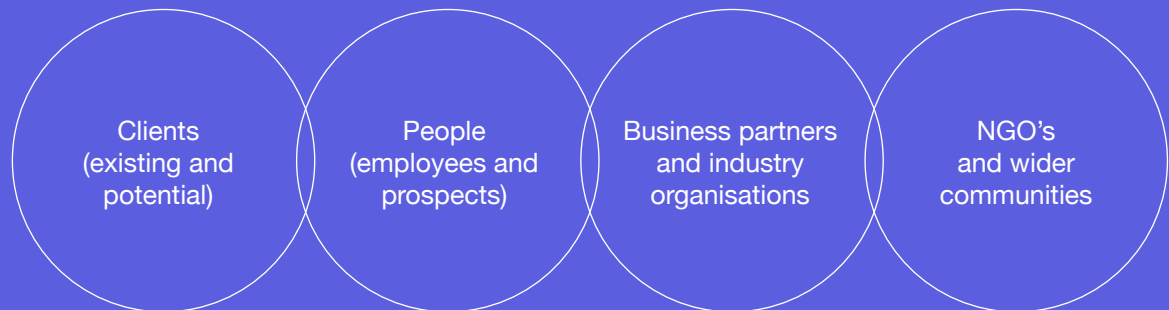 Clients
(existing and
potential)
People
(employees and
prospects)
Business partners
and industry
organisations
NGO’s
and wider
communities